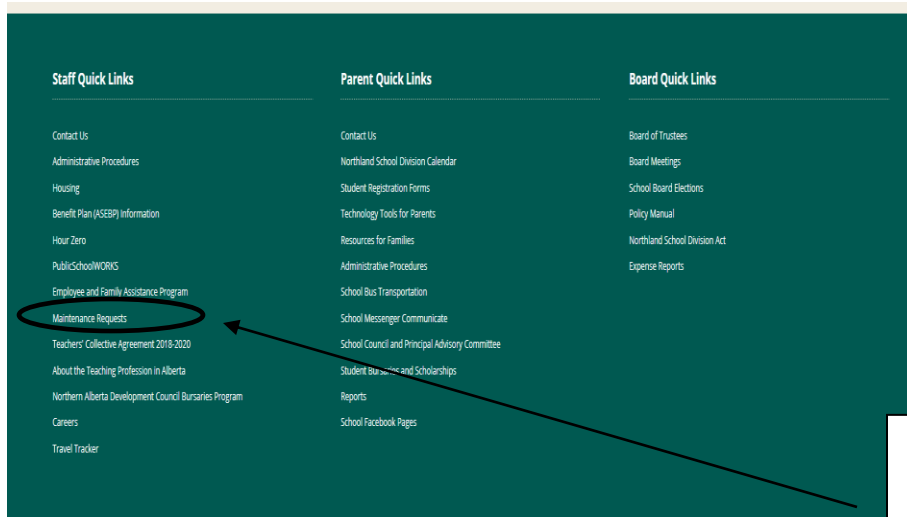 Staff Quick Links
Contact Us
Administrative Procedures
Housing
Benefit Plan (ASEBP) Information
Hour Zero
PublicSchoolWORKS
Employee and Family Assistance Program
Maintenance Requests
Teachers' Collective Agreement 2018-2020
About the Teaching Profession in Alberta
Northern Alberta Development Council Bursaries Program
Careers
Travel Tracker
Parent Quick Links
Contact Us
Northland School Division Calendar
Student Registration Forms
Technology Tools for Parents
Resources for Families
Administrative Procedures
School Bus Transportation
School Messenger Communicate
School Council and Principal Advisory Committee
Student Bursaries and Scholarships
Reports
School Facebook Pages
Board Quick Links
Board of Trustees
Board Meetings
School Board Elections
Policy Manual
Northland School Division Act
Expense Reports